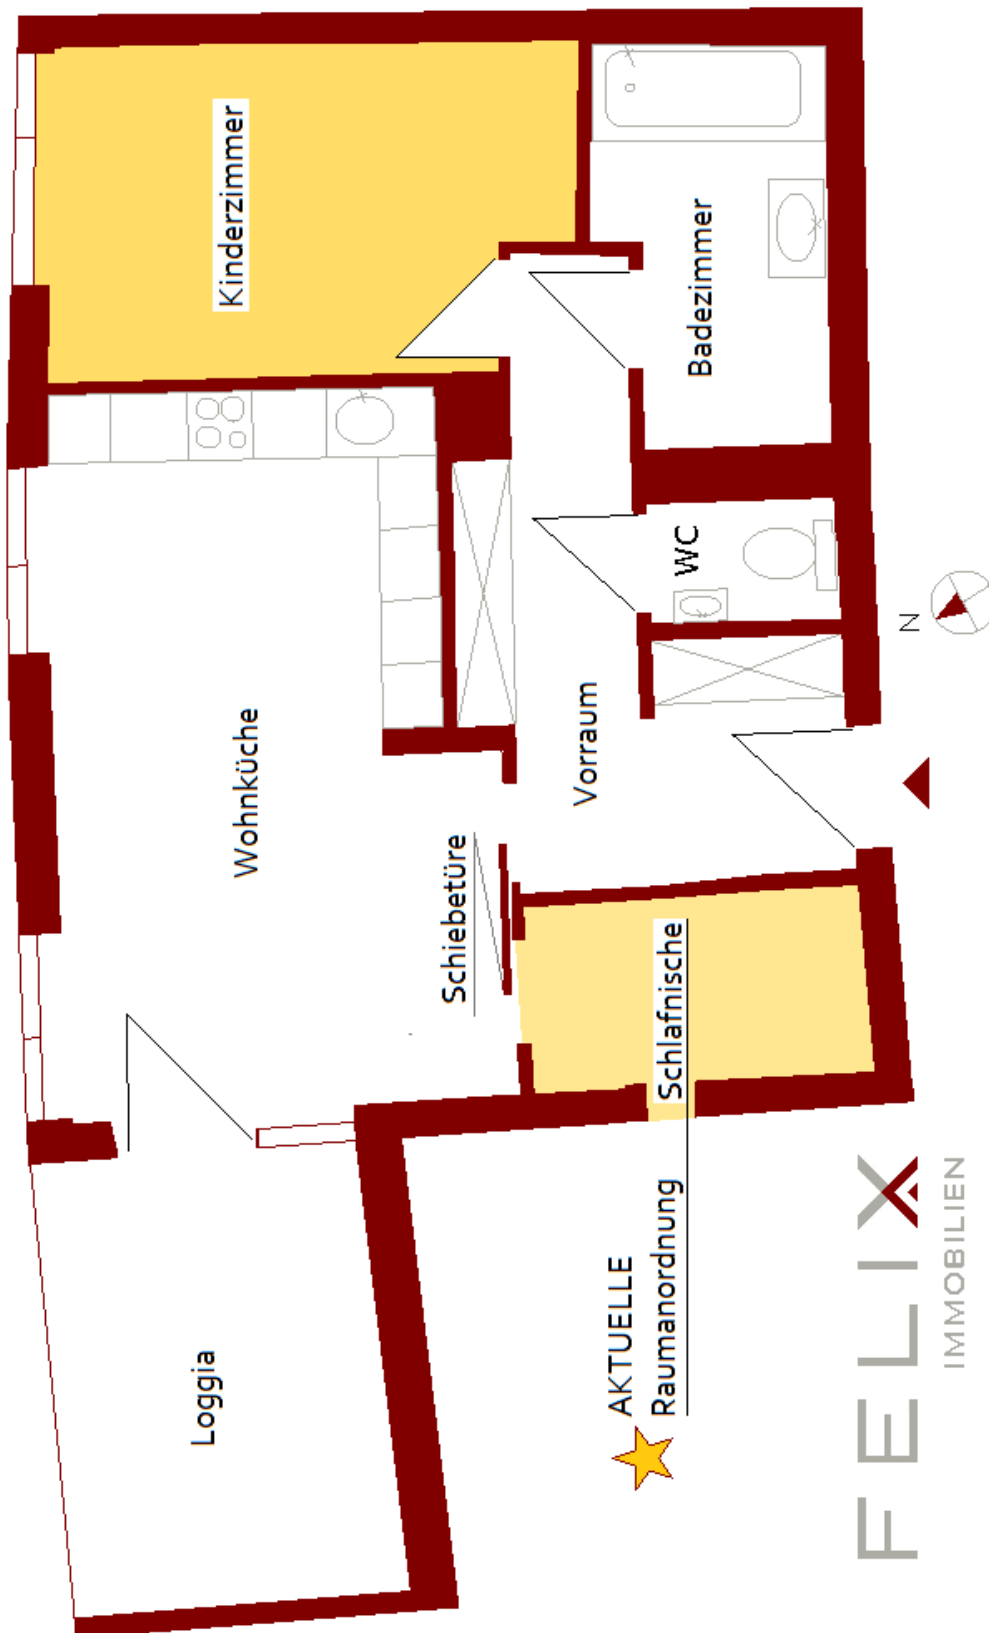 Loggia
Wohnküche
Kinderzimmer
Schiebetüre
Vorraum
AKTUELLE
Raumanordnung
Schlafnische
WC
Badezimmer
N
FELIX
IMMOBILIEN